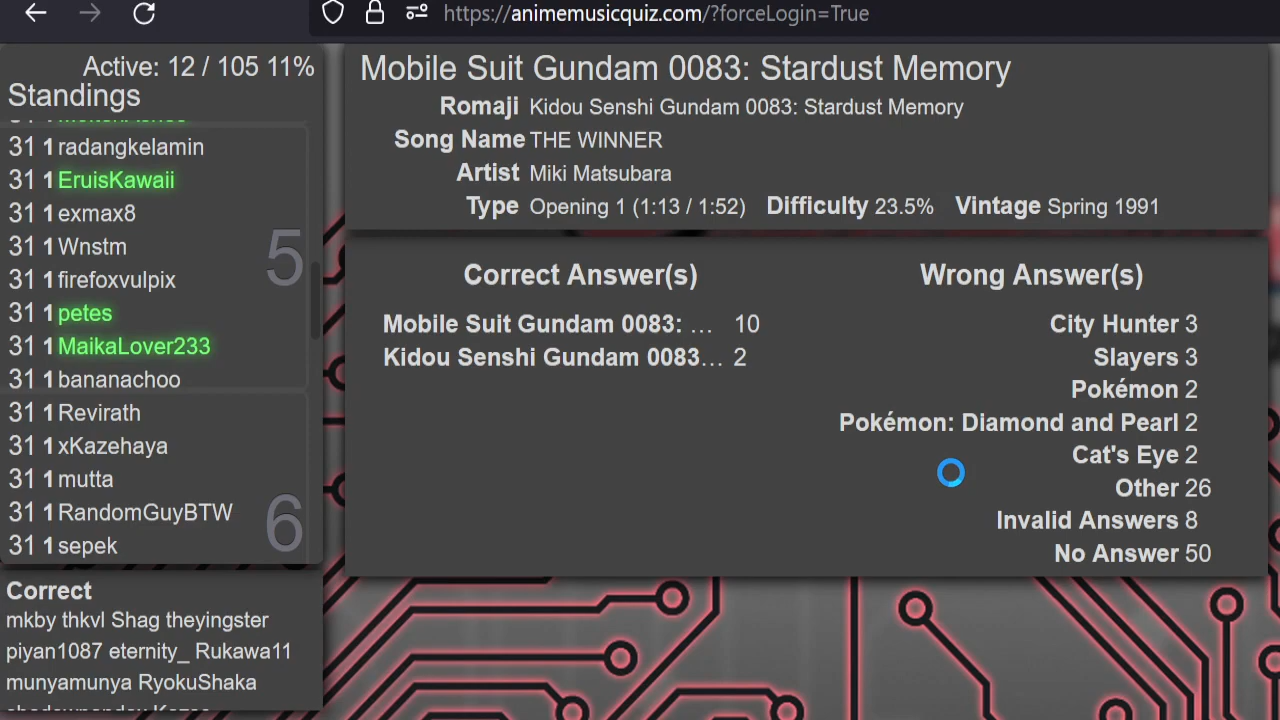 https://animemusicquiz.com/?forceLogin=True
Active: 12 / 105 11%
Standings
31 1 radangkelamin
31 1 EruisKawaii
31 1 exmax8
31 1 Wnstm
5
31 1 firefoxvulpix
31 1 petes
31 1 MaikaLover233
31 1 bananachoo
31 1 Revirath
31 1 xKazehaya
31 1 mutta
31 1 RandomGuyBTW
6
31 1 sepek
Correct
mkby thkvl Shag theyingster
piyan1087 eternity_ Rukawa11
munyamunya RyokuShaka
Mobile Suit Gundam 0083: Stardust Memory
Romaji Kidou Senshi Gundam 0083: Stardust Memory
Song Name THE WINNER
Artist Miki Matsubara
Type Opening 1 (1:13 / 1:52) Difficulty 23.5% Vintage Spring 1991
Correct Answer(s)
Mobile Suit Gundam 0083: … 10
Kidou Senshi Gundam 0083… 2
Wrong Answer(s)
City Hunter 3
Slayers 3
Pokémon 2
Pokémon: Diamond and Pearl 2
Cat's Eye 2
Other 26
Invalid Answers 8
No Answer 50